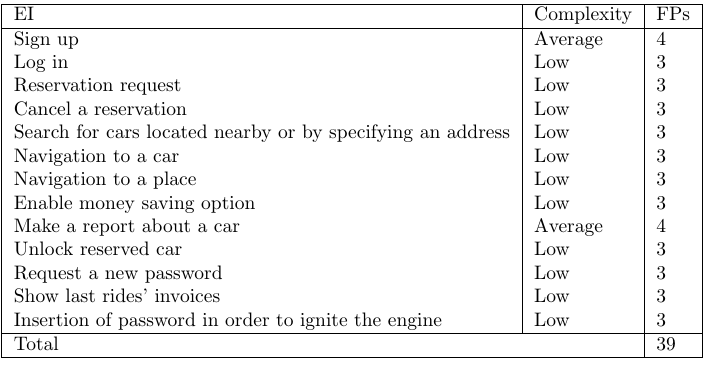 EI Complexity FPs
Sign up Average 4
Log in Low 3
Reservation request Low 3
Cancel a reservation Low 3
Search for cars located nearby or by specifying an address Low 3
Navigation to a car Low 3
Navigation to a place Low 3
Enable money saving option Low 3
Make a report about a car Average 4
Unlock reserved car Low 3
Request a new password Low 3
Show last rides' invoices Low 3
Insertion of password in order to ignite the engine Low 3
Total 39